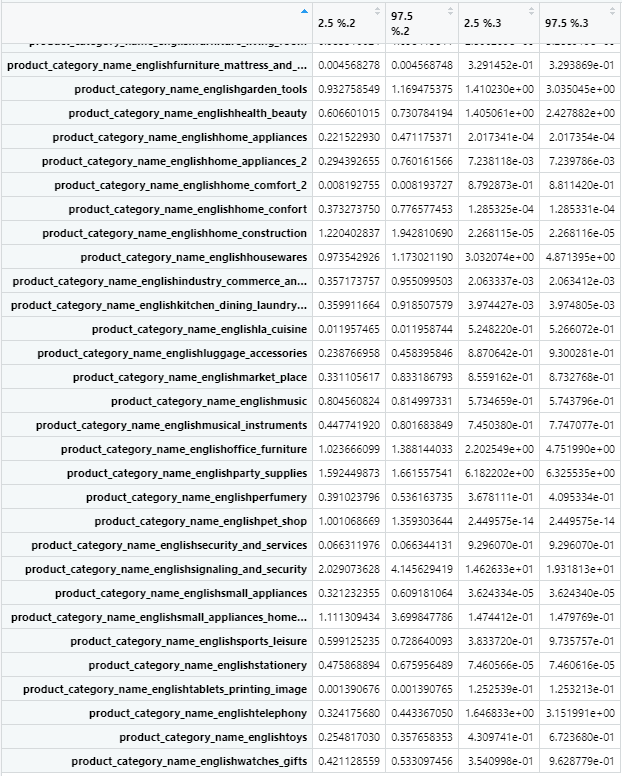 2.5 %.2 97.5 %.2 2.5 %.3 97.5 %.3
product_category_name_englishfurniture_mattress_and_... 0.004568278 0.004568748 3.291452e-01 3.293869e-01
product_category_name_englishgarden_tools 0.932758549 1.169475375 1.410230e+00 3.035045e+00
product_category_name_englishhealth_beauty 0.606601015 0.730784194 1.405061e+00 2.427882e+00
product_category_name_englishhome_appliances 0.221522930 0.471175371 2.017341e-04 2.017354e-04
product_category_name_englishhome_appliances_2 0.294392655 0.760161566 7.238118e-03 7.239786e-03
product_category_name_englishhome_comfort_2 0.008192755 0.008193727 8.792873e-01 8.811420e-01
product_category_name_englishhome_confort 0.373273750 0.776577453 1.285325e-04 1.285331e-04
product_category_name_englishhome_construction 1.220402837 1.942810690 2.268115e-05 2.268116e-05
product_category_name_englishhousewares 0.973542926 1.173021190 3.032074e+00 4.871395e+00
product_category_name_englishindustry_commerce_an... 0.357173757 0.955099503 2.063337e-03 2.063412e-03
product_category_name_englishkitchen_dining_laundry... 0.359911664 0.918507579 3.974427e-03 3.974805e-03
product_category_name_englishla_cuisine 0.011957465 0.011958744 5.248220e-01 5.266072e-01
product_category_name_englishluggage_accessories 0.238766958 0.458395846 8.870642e-01 9.300281e-01
product_category_name_englishmarket_place 0.331105617 0.833186793 8.559162e-01 8.732768e-01
product_category_name_englishmusic 0.804560824 0.814997331 5.734659e-01 5.743796e-01
product_category_name_englishmusical_instruments 0.447741920 0.801683849 7.450380e-01 7.747077e-01
product_category_name_englishoffice_furniture 1.023666099 1.388144033 2.202549e+00 4.751990e+00
product_category_name_englishparty_supplies 1.592449873 1.661557541 6.182202e+00 6.325535e+00
product_category_name_englishperfumery 0.391023796 0.536163735 3.678111e-01 4.095334e-01
product_category_name_englishpet_shop 1.001068669 1.359303644 2.449575e-14 2.449575e-14
product_category_name_englishsecurity_and_services 0.066311976 0.066344131 9.296070e-01 9.296070e-01
product_category_name_englishsignaling_and_security 2.029073628 4.145629419 1.462633e+01 1.931813e+01
product_category_name_englishsmall_appliances 0.321232355 0.609181064 3.624334e-05 3.624340e-05
product_category_name_englishsmall_appliances_home... 1.111309434 3.699847786 1.474412e-01 1.479769e-01
product_category_name_englishsports_leisure 0.599125235 0.728640093 3.833720e-01 9.735757e-01
product_category_name_englishstationery 0.475868894 0.675956489 7.460566e-05 7.460616e-05
product_category_name_englishtablets_printing_image 0.001390676 0.001390765 1.252539e-01 1.253213e-01
product_category_name_englishtelephony 0.324175680 0.443367050 1.646833e+00 3.151991e+00
product_category_name_englishtoys 0.254817030 0.357658353 4.309741e-01 6.723680e-01
product_category_name_englishwatches_gifts 0.421128559 0.533097456 3.540998e-01 9.628779e-01